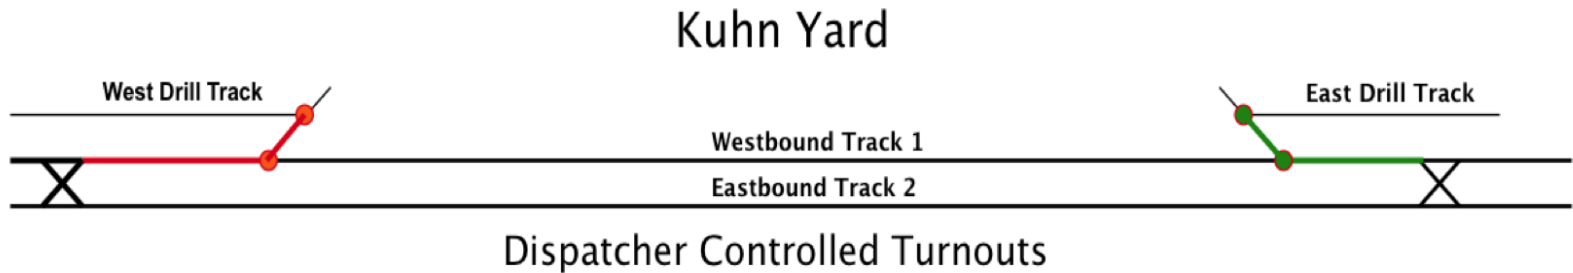 Kuhn Yard
West Drill Track
East Drill Track
Westbound Track 1
Eastbound Track 2
Dispatcher Controlled Turnouts